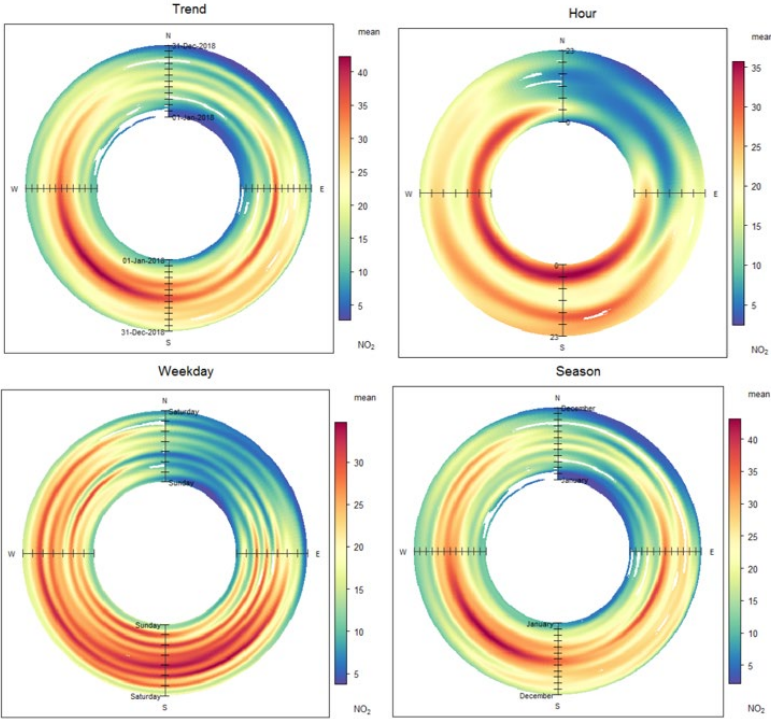 Trend
mean
N
31-Dec-2018
01-Jan-2018
W
E
01-Jan-2018
31-Dec-2018
S
40
35
30
25
20
15
10
5
NO₂
Hour
mean
N
23
0
W
E
0
23
S
35
30
25
20
15
10
5
NO₂
Weekday
mean
N
Saturday
Sunday
W
E
Sunday
Saturday
S
30
25
20
15
10
5
NO₂
Season
mean
N
December
January
W
E
January
December
S
40
35
30
25
20
15
10
5
NO₂